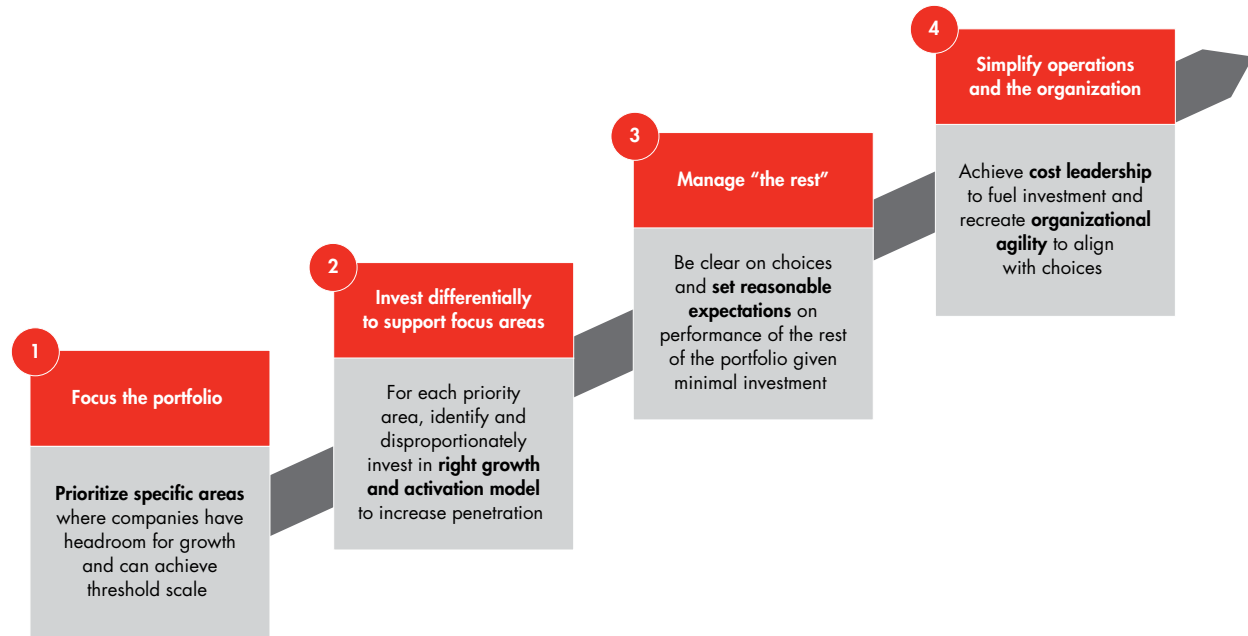 1
Focus the portfolio
Prioritize specific areas
where companies have
headroom for growth
and can achieve
threshold scale
2
Invest differentially
to support focus areas
For each priority
area, identify and
disproportionately
invest in right growth
and activation model
to increase penetration
3
Manage “the rest”
Be clear on choices
and set reasonable
expectations on
performance of the rest
of the portfolio given
minimal investment
4
Simplify operations
and the organization
Achieve cost leadership
to fuel investment and
recreate organizational
agility to align
with choices